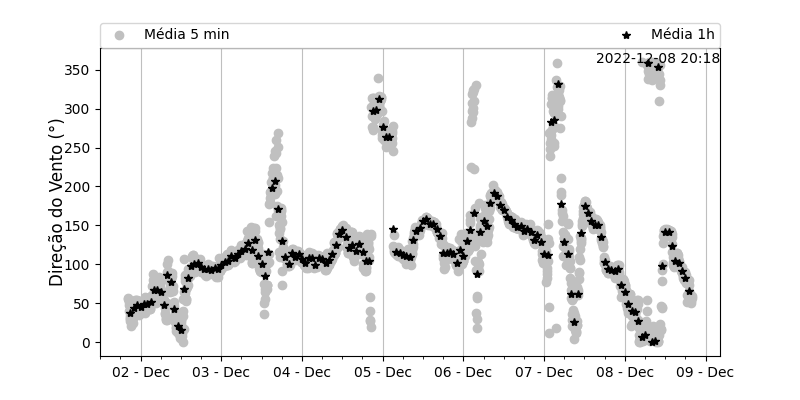 Média 5 min
Média 1h
2022-12-08 20:18
Direção do Vento (°)
350
300
250
200
150
100
50
0
02 - Dec
03 - Dec
04 - Dec
05 - Dec
06 - Dec
07 - Dec
08 - Dec
09 - Dec